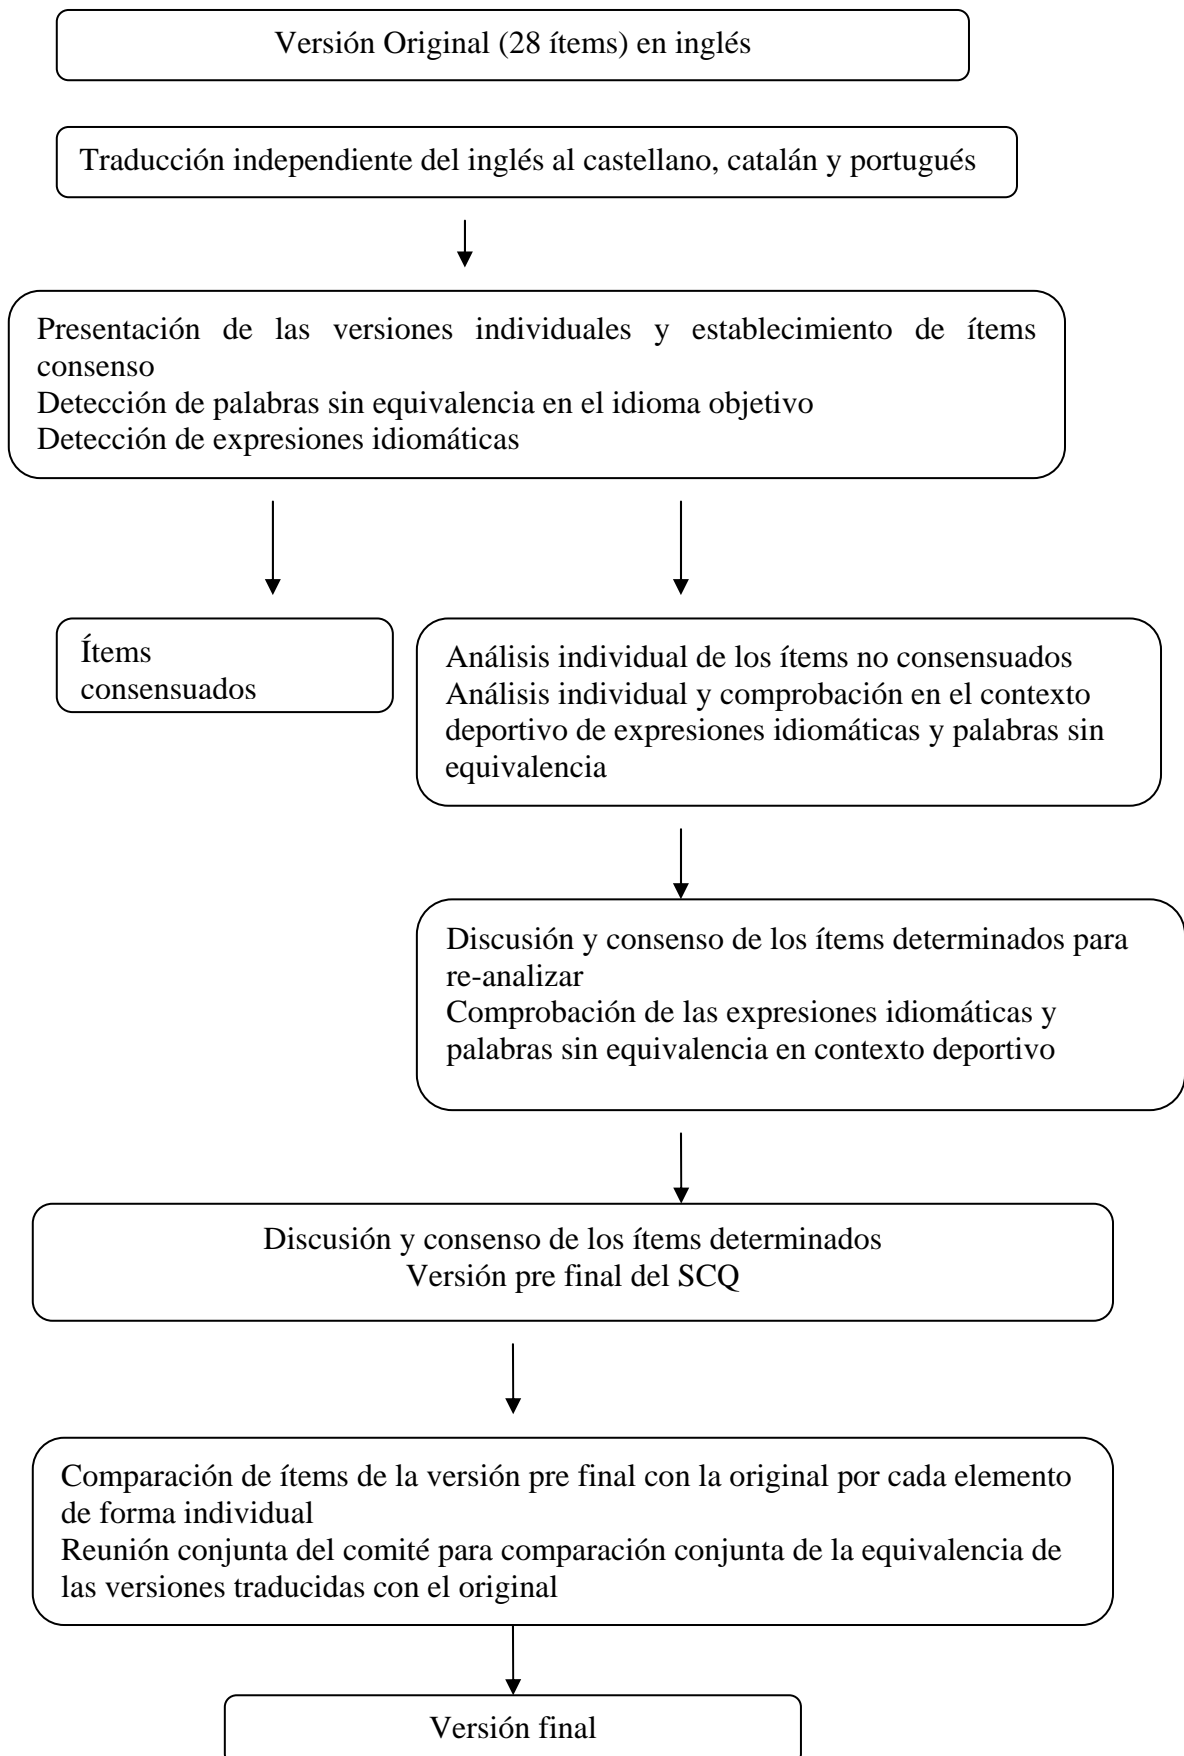 Versión Original (28 ítems) en inglés
Traducción independiente del inglés al castellano, catalán y portugués
Presentación de las versiones individuales y establecimiento de ítems
consenso
Detección de palabras sin equivalencia en el idioma objetivo
Detección de expresiones idiomáticas
Ítems
consensuados
Análisis individual de los ítems no consensuados
Análisis individual y comprobación en el contexto
deportivo de expresiones idiomáticas y palabras sin
equivalencia
Discusión y consenso de los ítems determinados para
re-analizar
Comprobación de las expresiones idiomáticas y
palabras sin equivalencia en contexto deportivo
Discusión y consenso de los ítems determinados
Versión pre final del SCQ
Comparación de ítems de la versión pre final con la original por cada elemento
de forma individual
Reunión conjunta del comité para comparación conjunta de la equivalencia de
las versiones traducidas con el original
Versión final